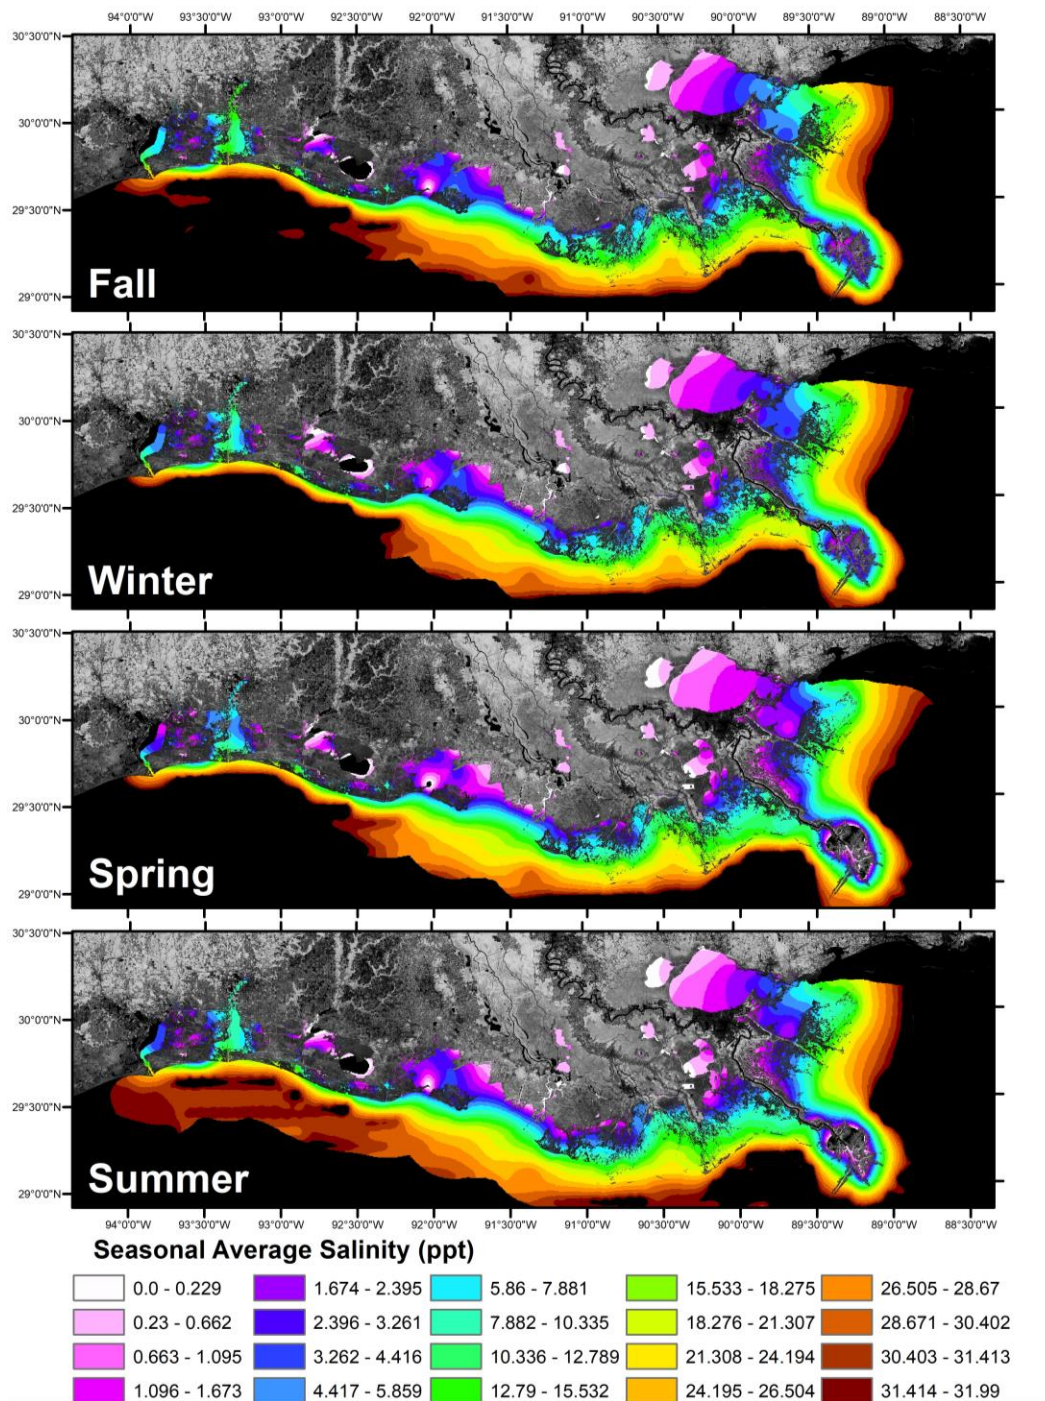 94°0'0"W 93°30'0"W 93°0'0"W 92°30'0"W 92°0'0"W 91°30'0"W 91°0'0"W 90°30'0"W 90°0'0"W 89°30'0"W 89°0'0"W 88°30'0"W
30°30'0"N
30°0'0"N
29°30'0"N
29°0'0"N
Fall
30°30'0"N
30°0'0"N
29°30'0"N
29°0'0"N
Winter
30°30'0"N
30°0'0"N
29°30'0"N
29°0'0"N
Spring
30°30'0"N
30°0'0"N
29°30'0"N
29°0'0"N
Summer
94°0'0"W 93°30'0"W 93°0'0"W 92°30'0"W 92°0'0"W 91°30'0"W 91°0'0"W 90°30'0"W 90°0'0"W 89°30'0"W 89°0'0"W 88°30'0"W
Seasonal Average Salinity (ppt)
0.0 - 0.229 1.674 - 2.395 5.86 - 7.881 15.533 - 18.275 26.505 - 28.67
0.23 - 0.662 2.396 - 3.261 7.882 - 10.335 18.276 - 21.307 28.671 - 30.402
0.663 - 1.095 3.262 - 4.416 10.336 - 12.789 21.308 - 24.194 30.403 - 31.413
1.096 - 1.673 4.417 - 5.859 12.79 - 15.532 24.195 - 26.504 31.414 - 31.99